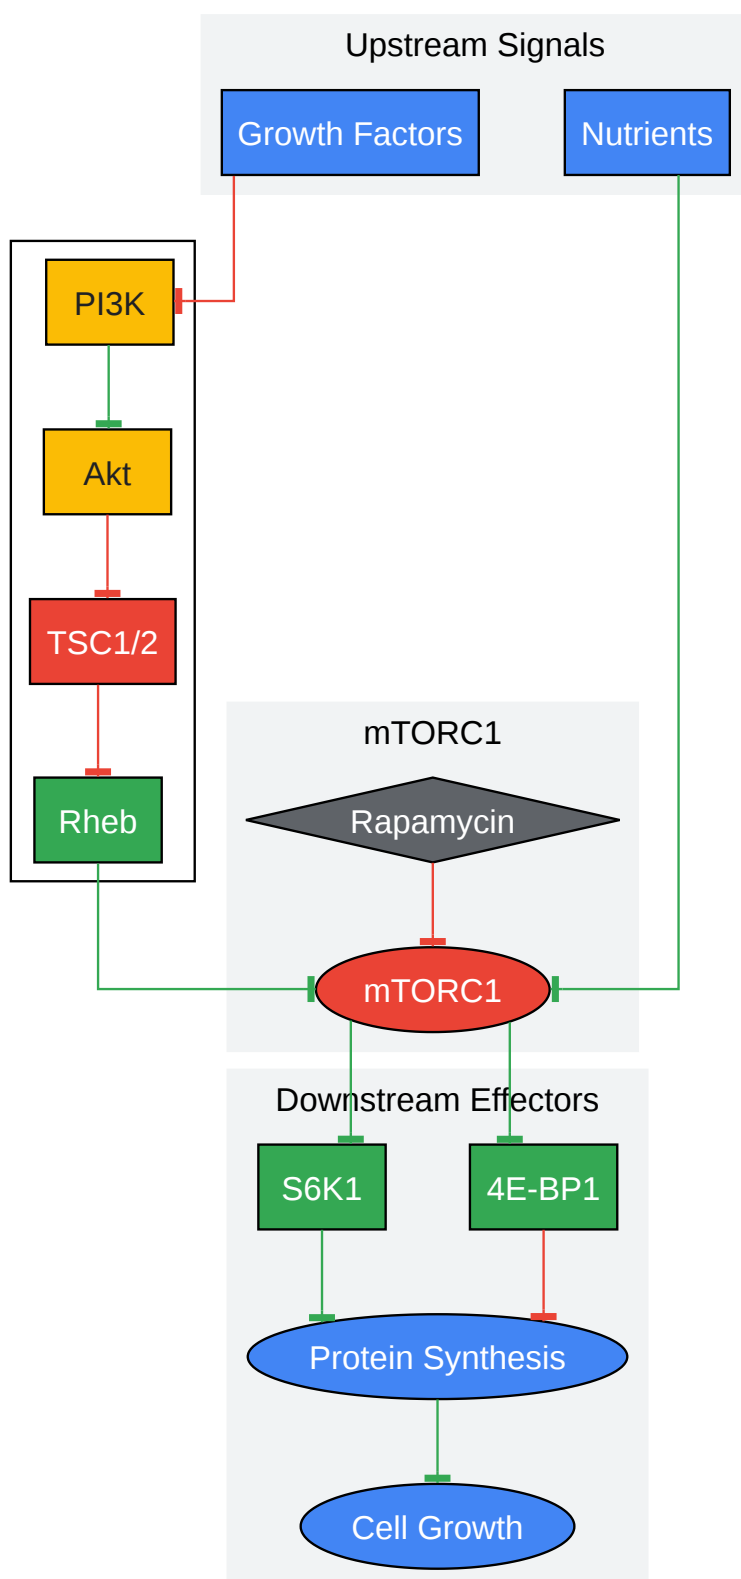 Upstream Signals
Growth Factors
Nutrients
PI3K
Akt
TSC1/2
Rheb
mTORC1
Rapamycin
mTORC1
Downstream Effectors
S6K1
4E-BP1
Protein Synthesis
Cell Growth